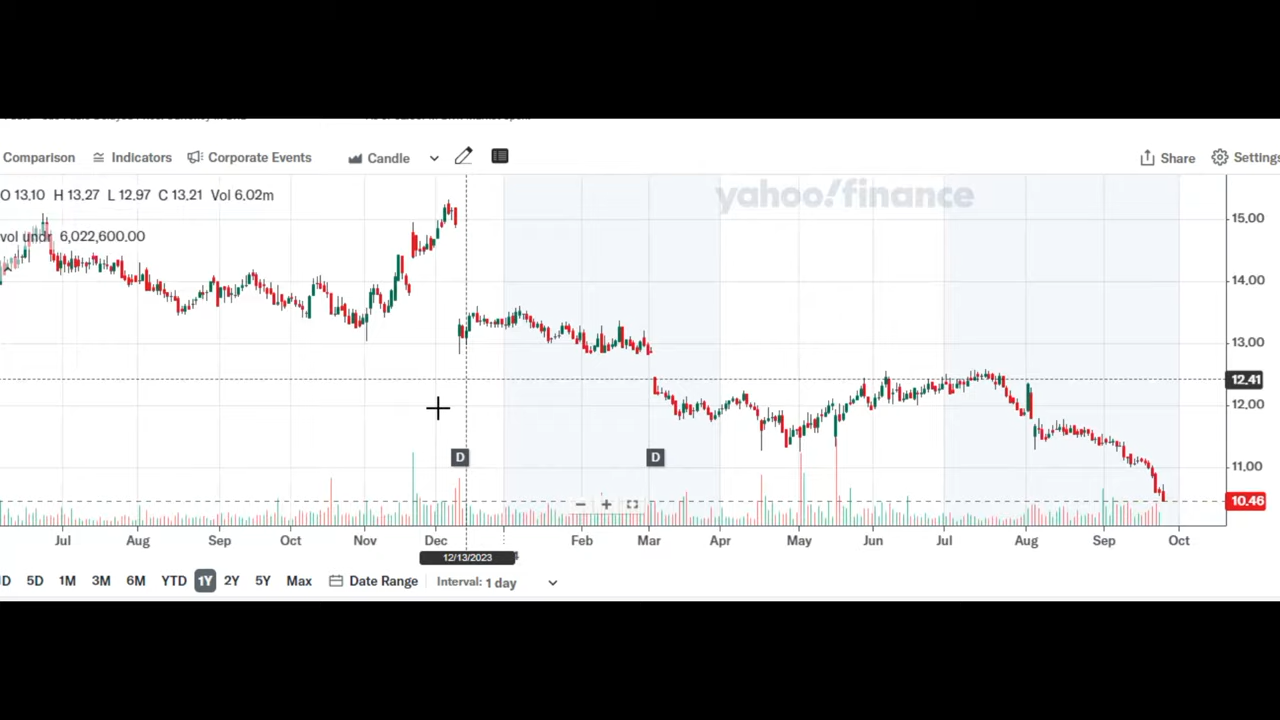 Comparison Indicators Corporate Events Candle Share Settings
O 13,10 H 13,27 L 12,97 C 13,21 Vol 6,02m
yahoo!finance
vol undr 6,022,600.00
15,00
14,00
13,00
12.41
12,00
D D
11,00
10.46
Jul Aug Sep Oct Nov Dec Feb Mar Apr May Jun Jul Aug Sep Oct
12/13/2023
5D 1M 3M 6M YTD 1Y 2Y 5Y Max Date Range Interval: 1 day